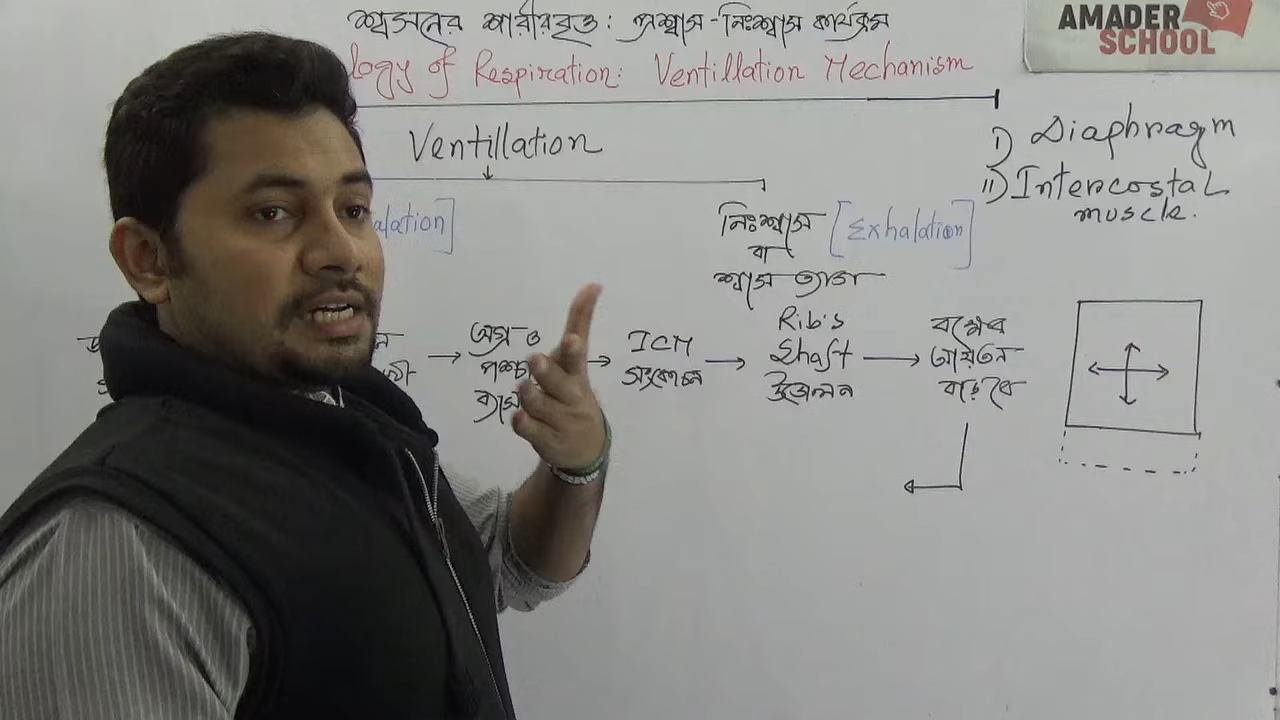 শ্বসনের শারীরবৃত্ত : প্রশ্বাস - নিঃশ্বাস কার্যক্রম
logy of Respiration: Ventillation Mechanism
AMADER
SCHOOL
Ventillation
i) Diaphragm
ii) Intercostal
muscle.
alation]
নিঃশ্বাস [Exhalation]
বা
শ্বাস ত্যাগ
অগ্র ও
পশ্চা
ব্যাস
→ ICM
সংকোচন
→ Rib's
Shaft
উত্তোলন
→ বক্ষের
আয়তন
বাড়বে